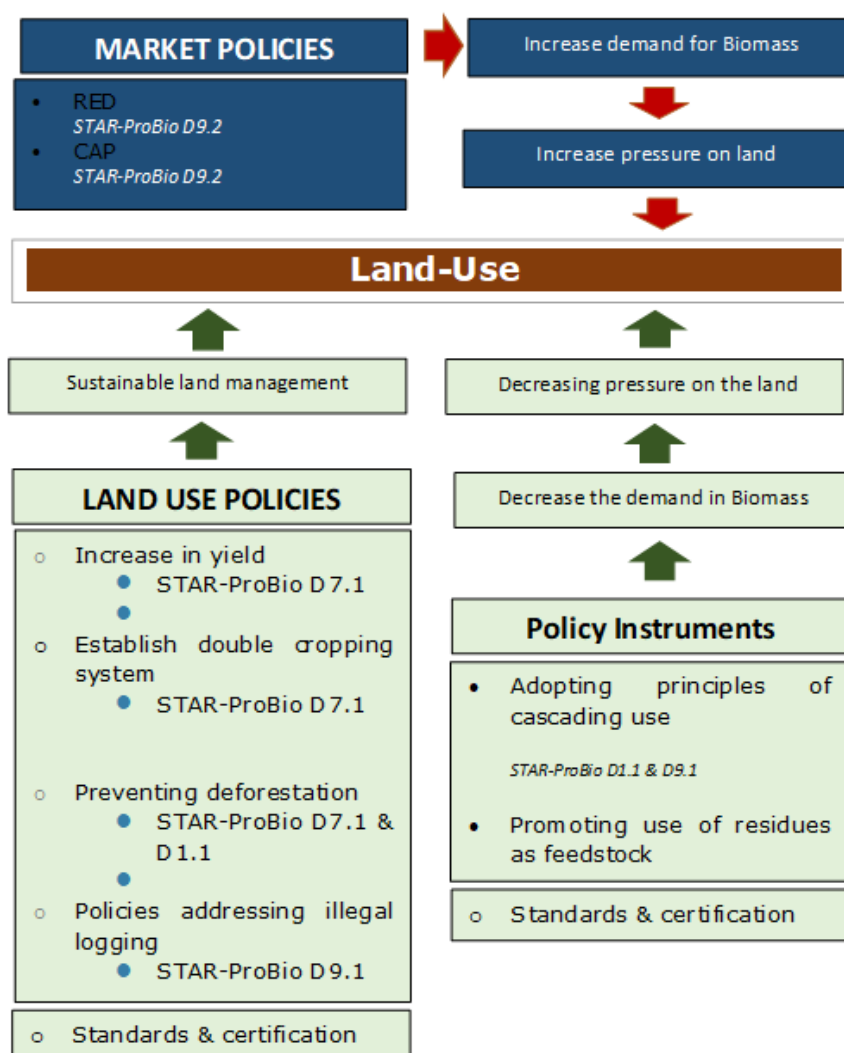 MARKET POLICIES
• RED
STAR-ProBio D9.2
• CAP
STAR-ProBio D9.2
Increase demand for Biomass
Increase pressure on land
Land-Use
Sustainable land management
LAND USE POLICIES
o Increase in yield
● STAR-ProBio D7.1
●
o Establish double cropping
system
● STAR-ProBio D7.1
o Preventing deforestation
● STAR-ProBio D7.1 &
D1.1
●
o Policies addressing illegal
logging
● STAR-ProBio D9.1
o Standards & certification
Decreasing pressure on the land
Decrease the demand in Biomass
Policy Instruments
• Adopting principles of
cascading use
STAR-ProBio D1.1 & D9.1
• Promoting use of residues
as feedstock
o Standards & certification